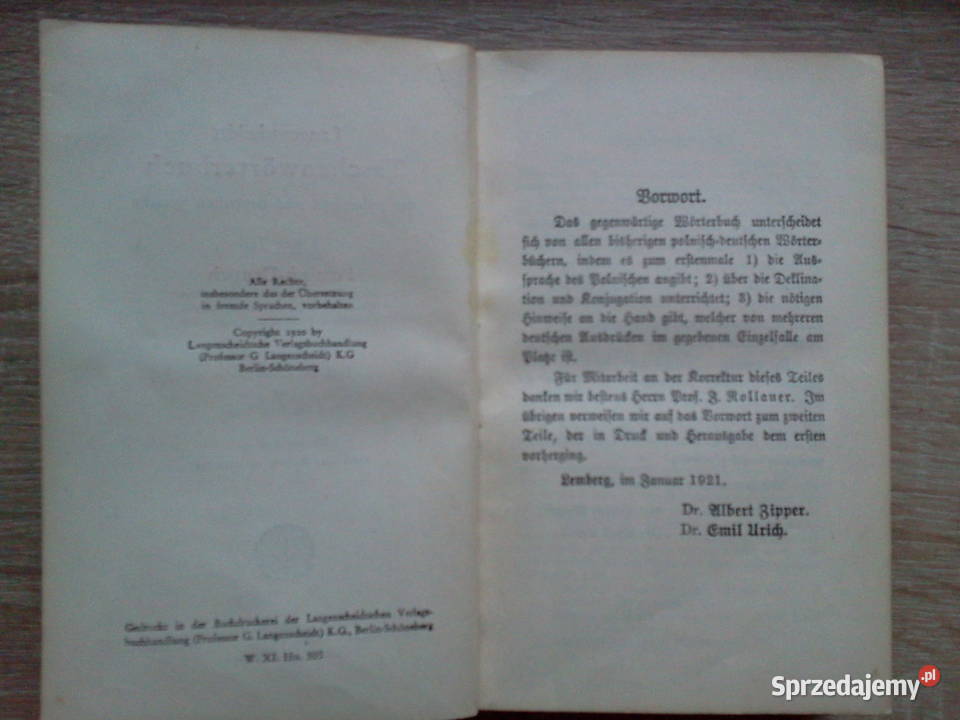 Alle Rechte,
insbesondere das der Übersetzung
in fremde Sprachen, vorbehalten
Copyright 1920 by
Langenscheidtsche Verlagsbuchhandlung
(Professor G. Langenscheidt) K.G
Berlin-Schöneberg
Gedruckt in der Buchdruckerei der Langenscheidtschen Verlags-
buchhandlung (Professor G. Langenscheidt) K.G., Berlin-Schöneberg
W. XI. Hu.
Vorwort.
Das gegenwärtige Wörterbuch unterscheidet
sich von allen bisherigen polnisch-deutschen Wörter-
büchern, indem es zum erstenmale 1) die Aus-
sprache des Polnischen angibt; 2) über die Deklina-
tion und Konjugation unterrichtet; 3) die nötigen
Hinweise an die Hand gibt, welcher von mehreren
deutschen Ausdrücken im gegebenen Einzelfalle am
Platze ist.
Für Mitarbeit an der Korrektur dieses Teiles
danken wir bestens Herrn Prof. F. Kollauer. Im
übrigen verweisen wir auf das Vorwort zum zweiten
Teile, der in Druck und Herausgabe dem ersten
vorherging.
Lemberg, im Januar 1921.
Dr. Albert Zipper.
Dr. Emil Urich.
Sprzedajemy.pl